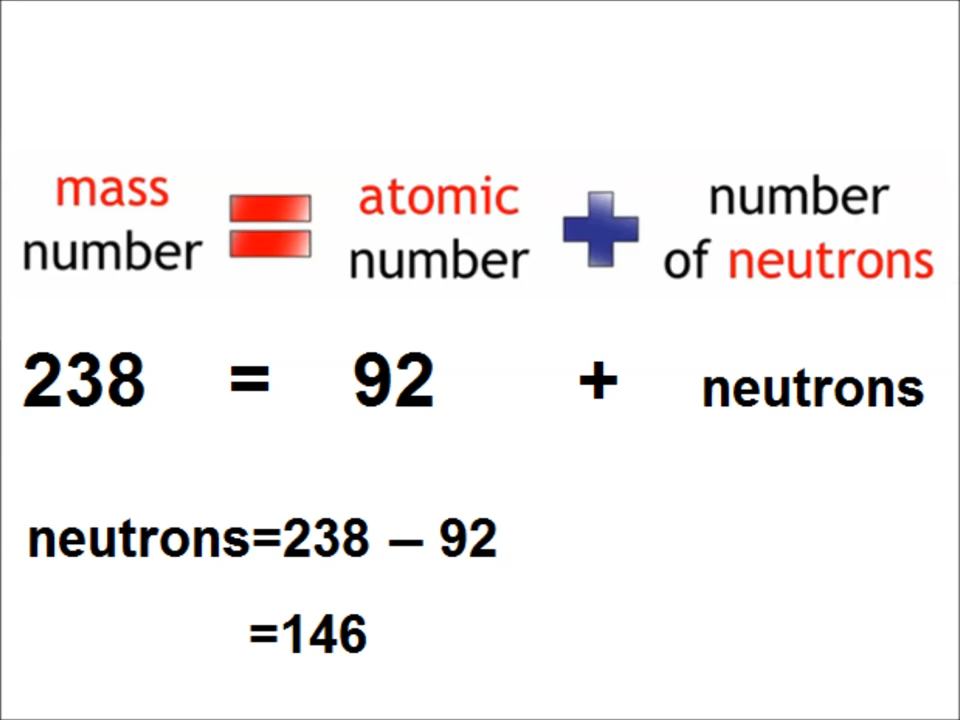 mass number = atomic number + number of neutrons
238 = 92 + neutrons
neutrons=238 – 92
=146